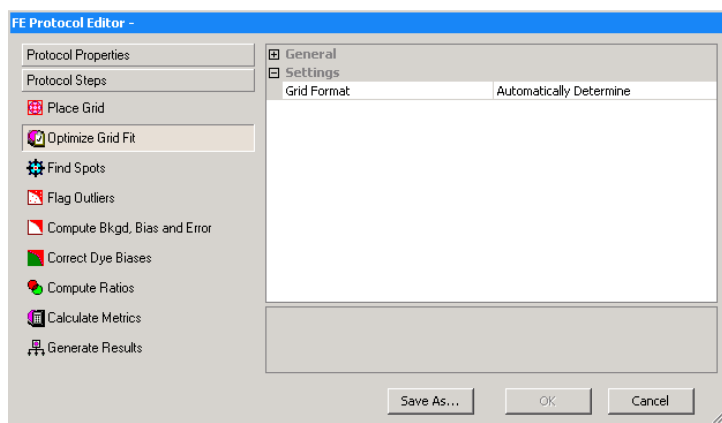 FE Protocol Editor -
Protocol Properties
Protocol Steps
Place Grid
Optimize Grid Fit
Find Spots
Flag Outliers
Compute Bkgd, Bias and Error
Correct Dye Biases
Compute Ratios
Calculate Metrics
Generate Results
General
Settings
Grid Format Automatically Determine
Save As... OK Cancel